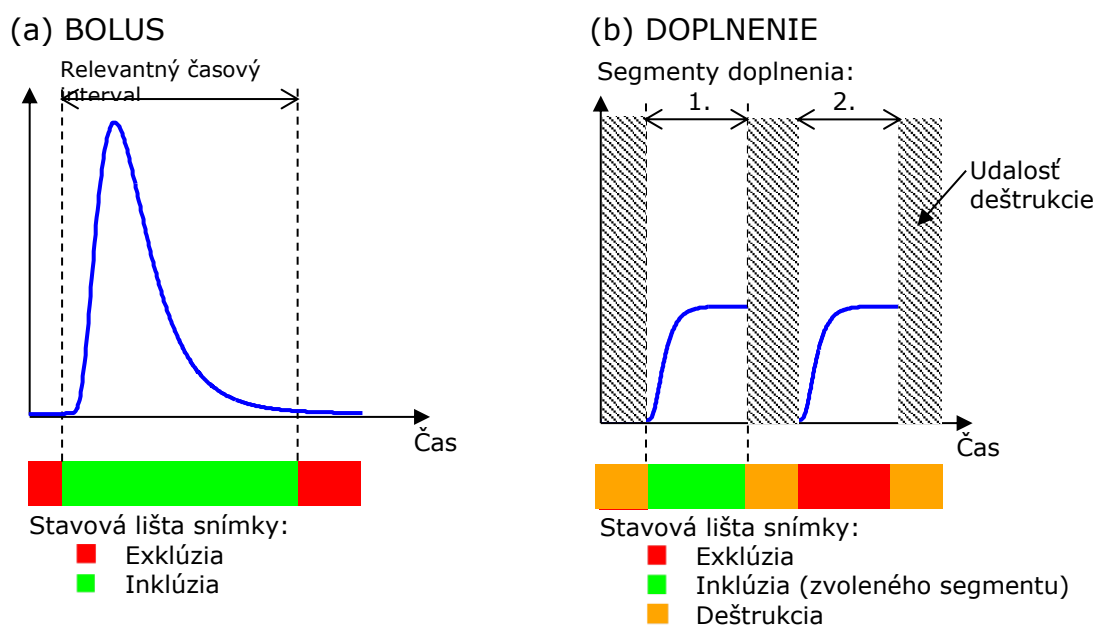 (a) BOLUS
Relevantný časový
interval
Čas
Stavová lišta snímky:
Exklúzia
Inklúzia
(b) DOPLNENIE
Segmenty doplnenia:
1.
2.
Udalosť
deštrukcie
Čas
Stavová lišta snímky:
Exklúzia
Inklúzia (zvoleného segmentu)
Deštrukcia